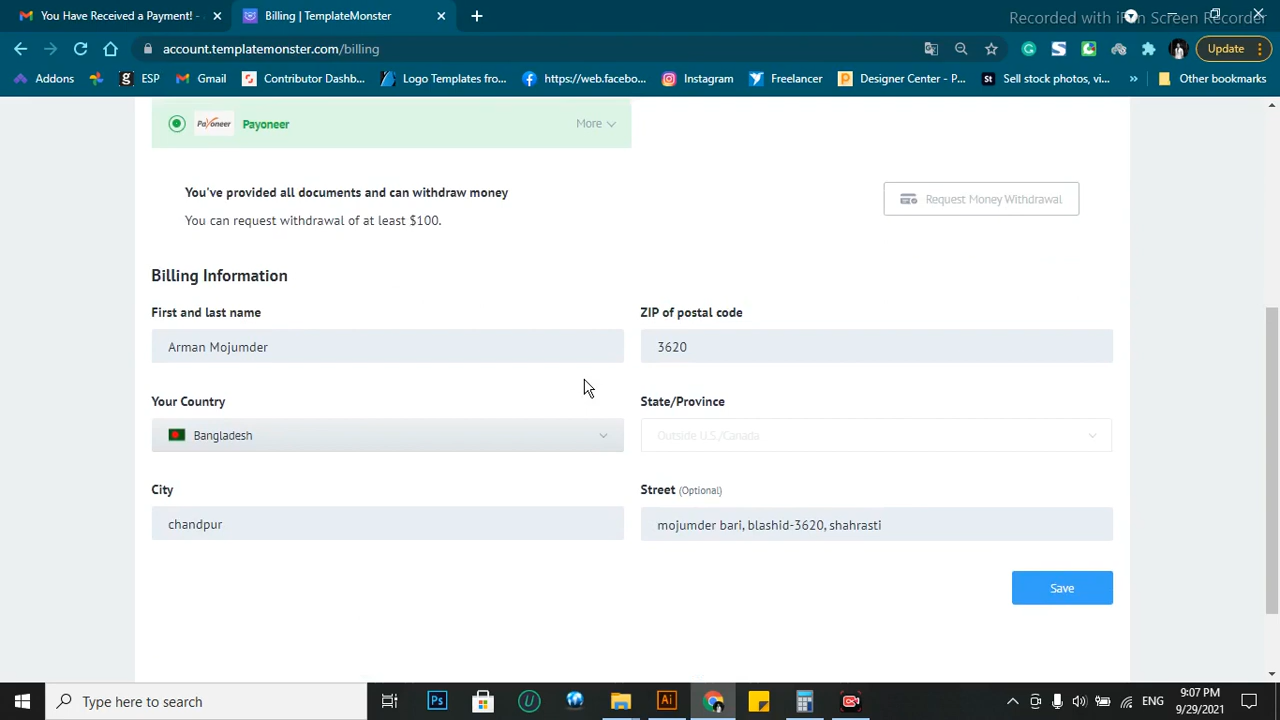 You Have Received a Payment! -
Billing | TemplateMonster
Recorded with iFun Screen Recorder
account.templatemonster.com/billing
Update
Addons
ESP
Gmail
Contributor Dashb...
Logo Templates fro...
https://web.facebo...
Instagram
Freelancer
Designer Center - P...
Sell stock photos, vi...
Other bookmarks
Payoneer
Payoneer
More
You've provided all documents and can withdraw money
Request Money Withdrawal
You can request withdrawal of at least $100.
Billing Information
First and last name
ZIP of postal code
Arman Mojumder
3620
Your Country
State/Province
Bangladesh
Outside U.S./Canada
City
Street (Optional)
chandpur
mojumder bari, blashid-3620, shahrasti
Save
Type here to search
Ps
Ai
ENG
9:07 PM
9/29/2021